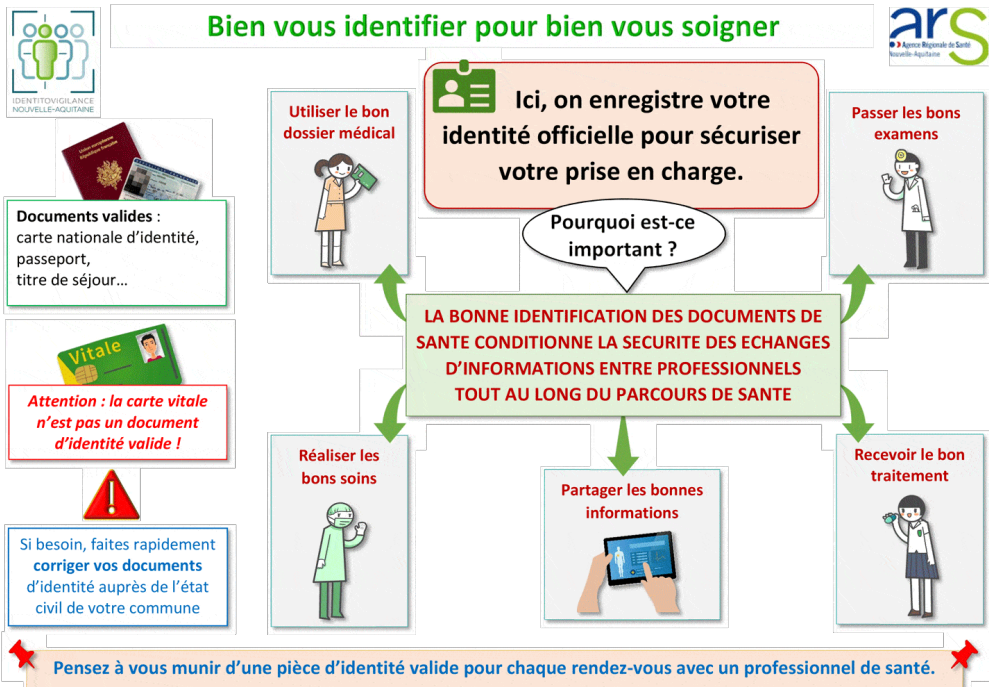 Bien vous identifier pour bien vous soigner
IDENTITOVIGILANCE
NOUVELLE-AQUITAINE
ars
Agence Régionale de Santé
Nouvelle-Aquitaine
Ici, on enregistre votre
identité officielle pour sécuriser
votre prise en charge.
Pourquoi est-ce
important ?
Utiliser le bon
dossier médical
Passer les bons
examens
Union européenne
République française
Documents valides :
carte nationale d'identité,
passeport,
titre de séjour…
LA BONNE IDENTIFICATION DES DOCUMENTS DE
SANTE CONDITIONNE LA SECURITE DES ECHANGES
D'INFORMATIONS ENTRE PROFESSIONNELS
TOUT AU LONG DU PARCOURS DE SANTE
Vitale
Attention : la carte vitale
n'est pas un document
d'identité valide !
Réaliser les
bons soins
Partager les bonnes
informations
Recevoir le bon
traitement
Si besoin, faites rapidement
corriger vos documents
d'identité auprès de l'état
civil de votre commune
Pensez à vous munir d'une pièce d'identité valide pour chaque rendez-vous avec un professionnel de santé.